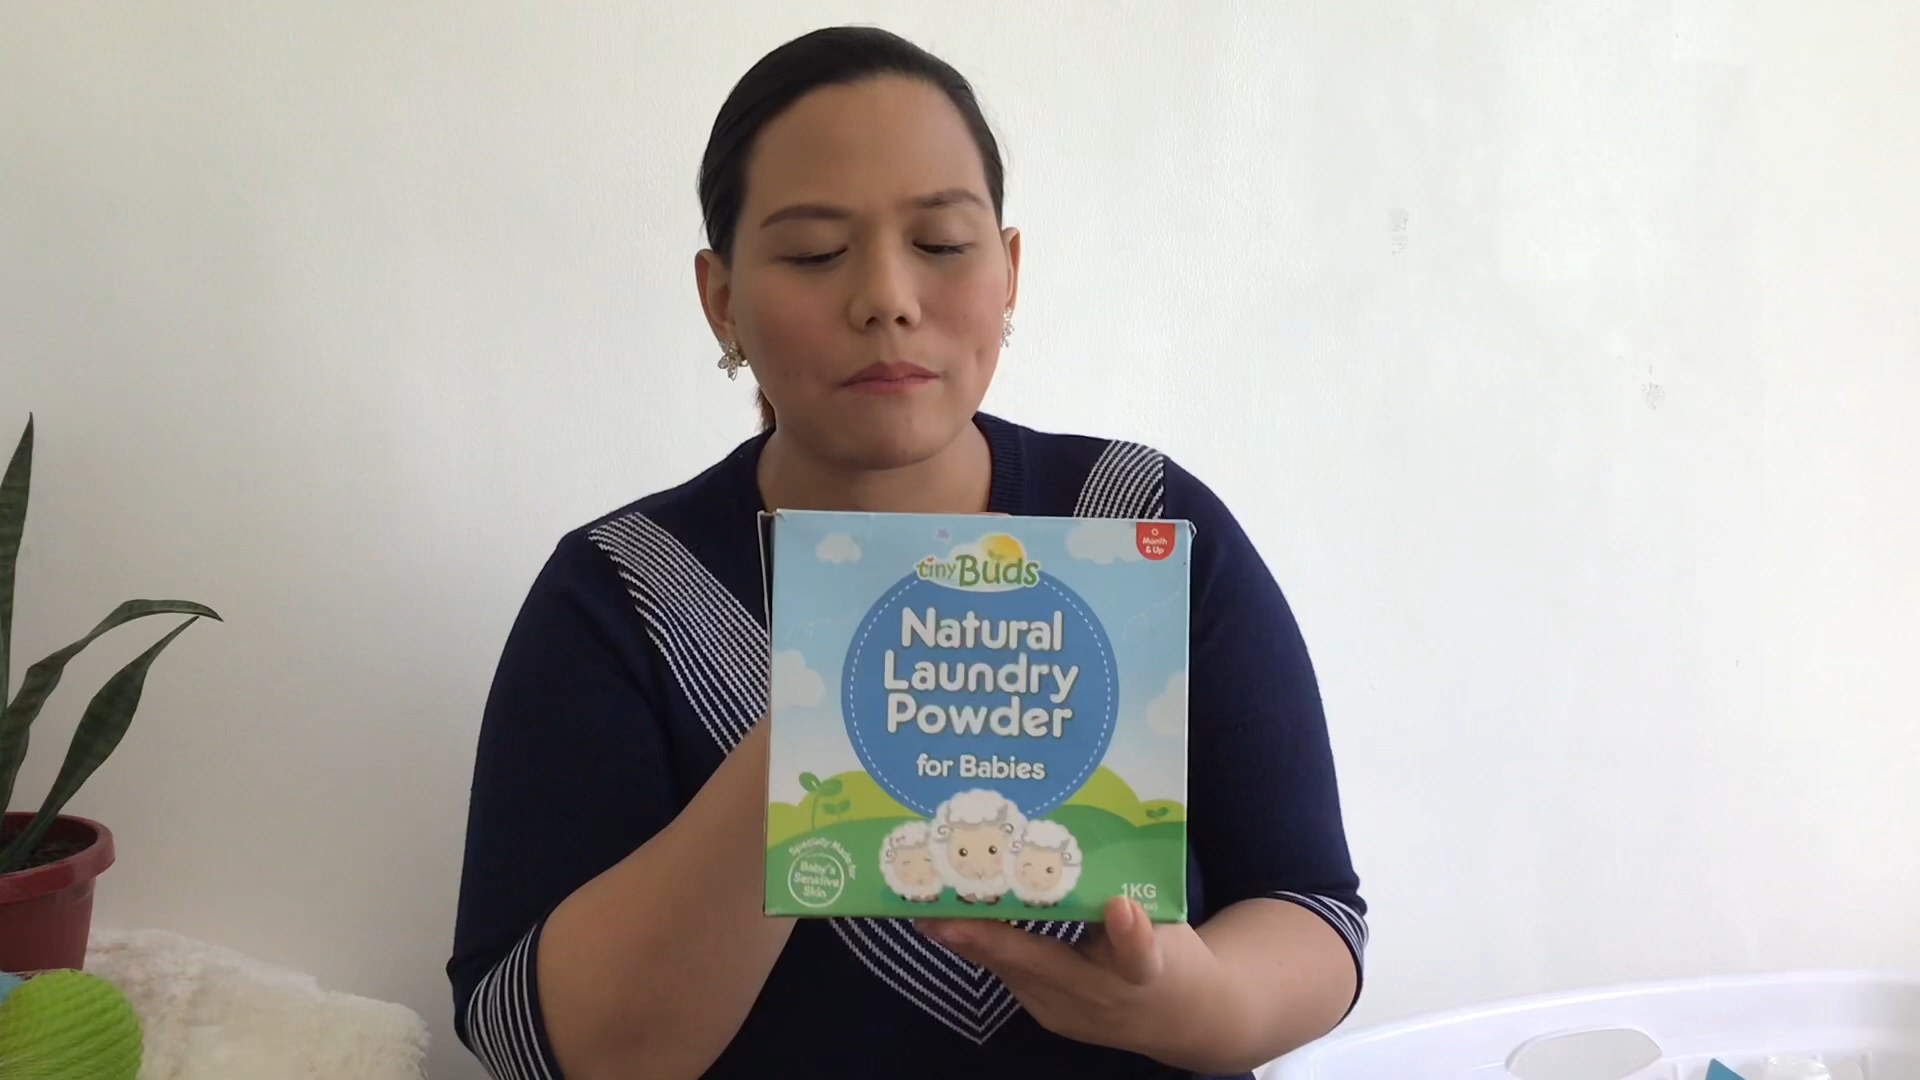 0
Month
& Up
tiny Buds
Natural
Laundry
Powder
for Babies
Specially Made for
Baby's
Sensitive
Skin
1KG